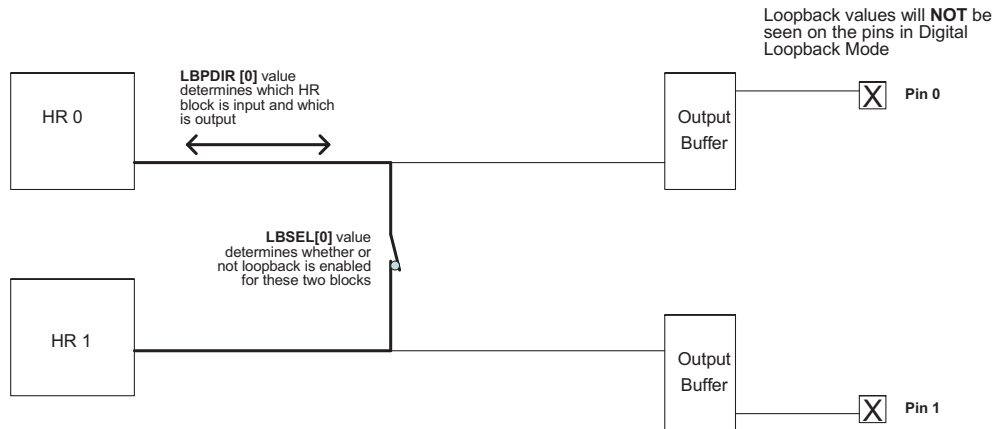 Loopback values will NOT be
seen on the pins in Digital
Loopback Mode
LBPDIR [0] value
determines which HR
block is input and which
is output
HR 0
Output
Buffer
X
Pin 0
LBSEL[0] value
determines whether or
not loopback is enabled
for these two blocks
HR 1
Output
Buffer
X
Pin 1